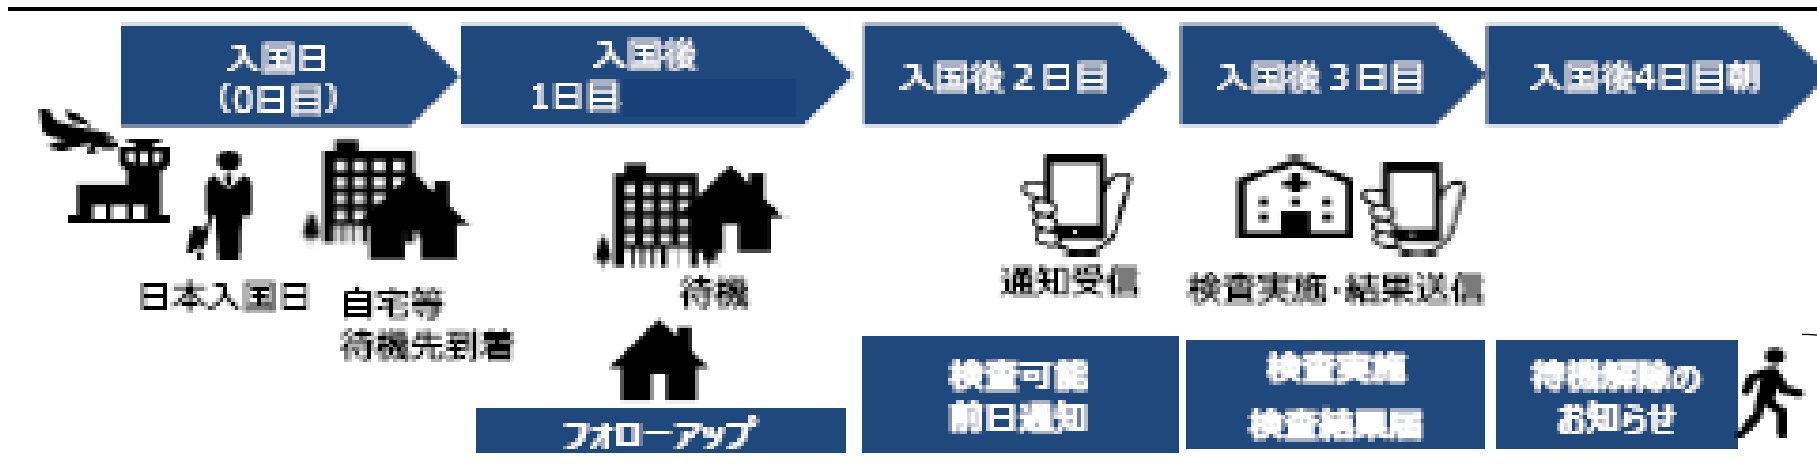 入国日
（0日目）
入国後
1日目
入国後２日目
入国後３日目
入国後4日目朝
日本入国日
自宅等
待機先到着
待機
通知受信
検査実施・結果送信
フォローアップ
検査可能
前日通知
検査実施
検査結果届
待機解除の
お知らせ